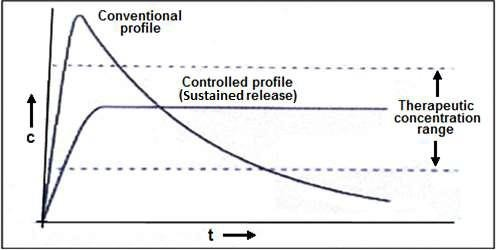 Conventional
profile
Controlled profile
(Sustained release)
Therapeutic
concentration
range
c
t